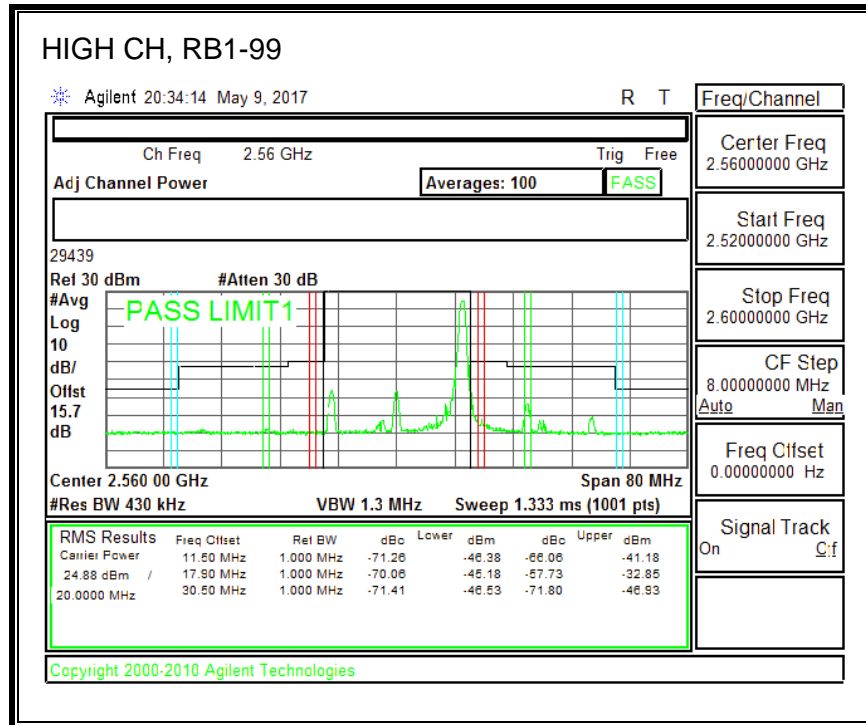 HIGH CH, RB1-99
Agilent 20:34:14 May 9, 2017 R T
Freq/Channel
Ch Freq 2.56 GHz Trig Free
Adj Channel Power Averages: 100 PASS
Center Freq
2.56000000 GHz
Start Freq
2.52000000 GHz
Stop Freq
2.60000000 GHz
CF Step
8.00000000 MHz
Auto Man
Freq Offset
0.00000000 Hz
Signal Track
On Off
29439
Ref 30 dBm #Atten 30 dB
#Avg
Log
10
dB/
Offst
15.7
dB
PASS LIMIT1
Center 2.560 00 GHz Span 80 MHz
#Res BW 430 kHz VBW 1.3 MHz Sweep 1.333 ms (1001 pts)
RMS Results Freq Offset Ref BW dBc Lower dBm dBc Upper dBm
Carrier Power 11.50 MHz 1.000 MHz -71.26 -46.38 -66.06 -41.18
24.88 dBm / 17.90 MHz 1.000 MHz -70.06 -45.18 -57.73 -32.85
20.0000 MHz 30.50 MHz 1.000 MHz -71.41 -46.53 -71.80 -46.93
Copyright 2000-2010 Agilent Technologies